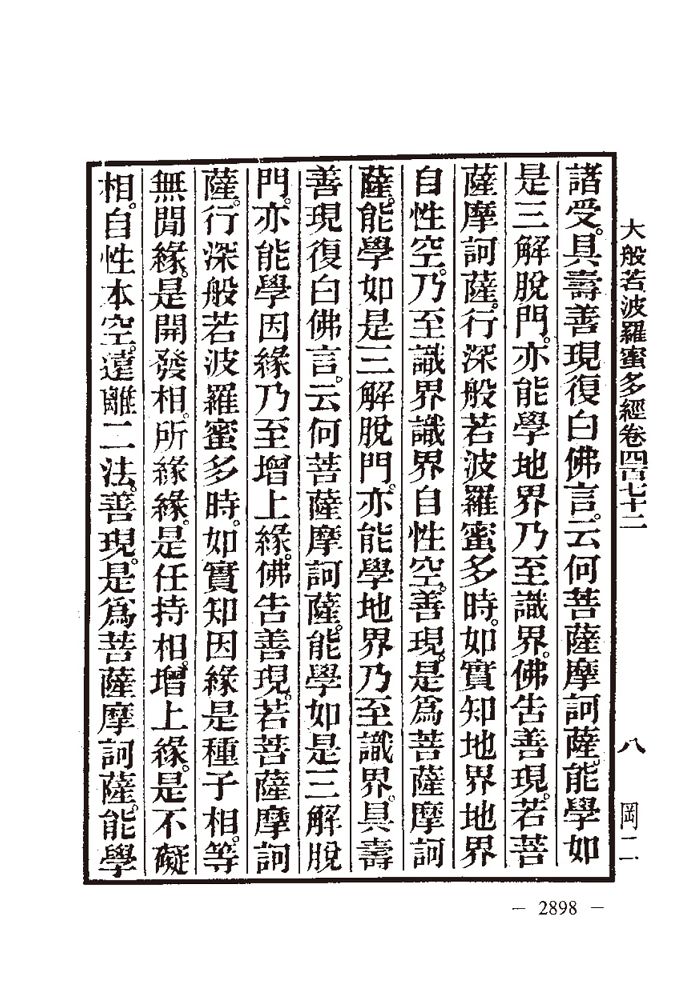 大般若波羅蜜多經卷四百七十二 八 岡二
諸受。具壽善現復白佛言。云何菩薩摩訶薩。能學如
是三解脫門。亦能學地界乃至識界。佛告善現。若菩
薩摩訶薩。行深般若波羅蜜多時。如實知地界地界
自性空。乃至識界識界自性空。善現。是爲菩薩摩訶
薩。能學如是三解脫門。亦能學地界乃至識界。具壽
善現復白佛言。云何菩薩摩訶薩。能學如是三解脫
門。亦能學因緣乃至增上緣。佛告善現。若菩薩摩訶
薩。行深般若波羅蜜多時。如實知因緣是種子相。等
無間緣。是開發相。所緣緣。是任持相。增上緣。是不礙
相。自性本空。遠離二法。善現。是爲菩薩摩訶薩。能學
— 2898 —